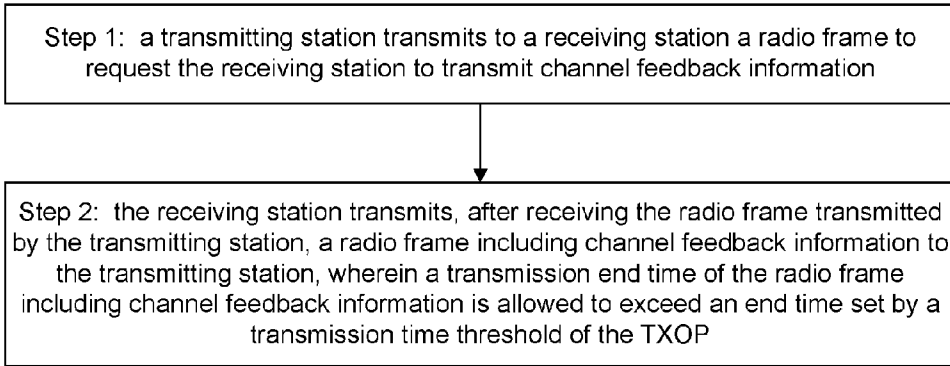 Step 1: a transmitting station transmits to a receiving station a radio frame to
request the receiving station to transmit channel feedback information
Step 2: the receiving station transmits, after receiving the radio frame transmitted
by the transmitting station, a radio frame including channel feedback information to
the transmitting station, wherein a transmission end time of the radio frame
including channel feedback information is allowed to exceed an end time set by a
transmission time threshold of the TXOP